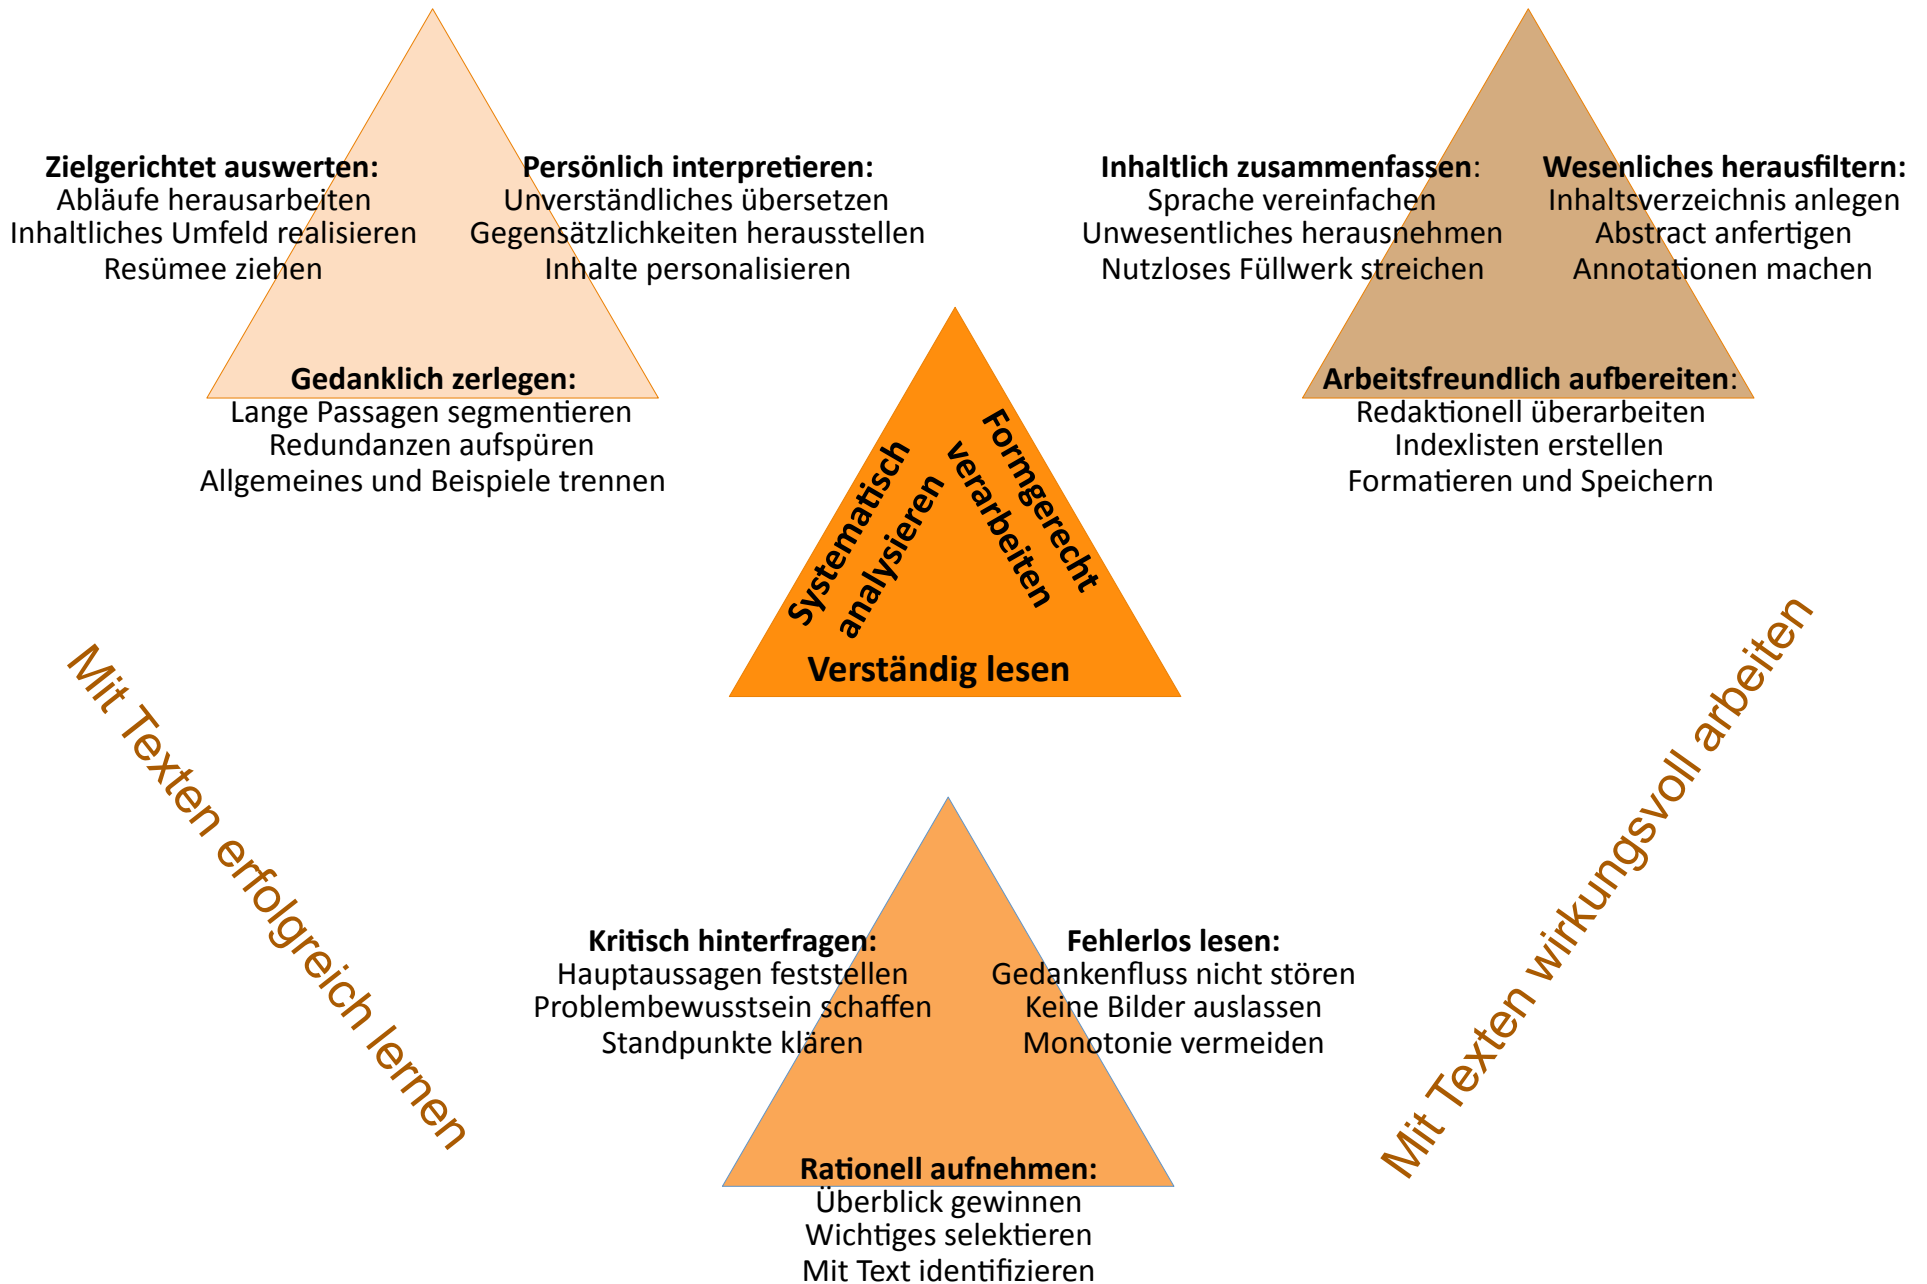 Zielgerichtet auswerten:
Abläufe herausarbeiten
Inhaltliches Umfeld realisieren
Resümee ziehen
Persönlich interpretieren:
Unverständliches übersetzen
Gegensätzlichkeiten herausstellen
Inhalte personalisieren
Gedanklich zerlegen:
Lange Passagen segmentieren
Redundanzen aufspüren
Allgemeines und Beispiele trennen
Inhaltlich zusammenfassen:
Sprache vereinfachen
Unwesentliches herausnehmen
Nutzloses Füllwerk streichen
Wesenliches herausfiltern:
Inhaltsverzeichnis anlegen
Abstract anfertigen
Annotationen machen
Arbeitsfreundlich aufbereiten:
Redaktionell überarbeiten
Indexlisten erstellen
Formatieren und Speichern
Systematisch
analysieren
Formgerecht
verarbeiten
Verständig lesen
Mit Texten erfolgreich lernen
Mit Texten wirkungsvoll arbeiten
Kritisch hinterfragen:
Hauptaussagen feststellen
Problembewusstsein schaffen
Standpunkte klären
Fehlerlos lesen:
Gedankenfluss nicht stören
Keine Bilder auslassen
Monotonie vermeiden
Rationell aufnehmen:
Überblick gewinnen
Wichtiges selektieren
Mit Text identifizieren